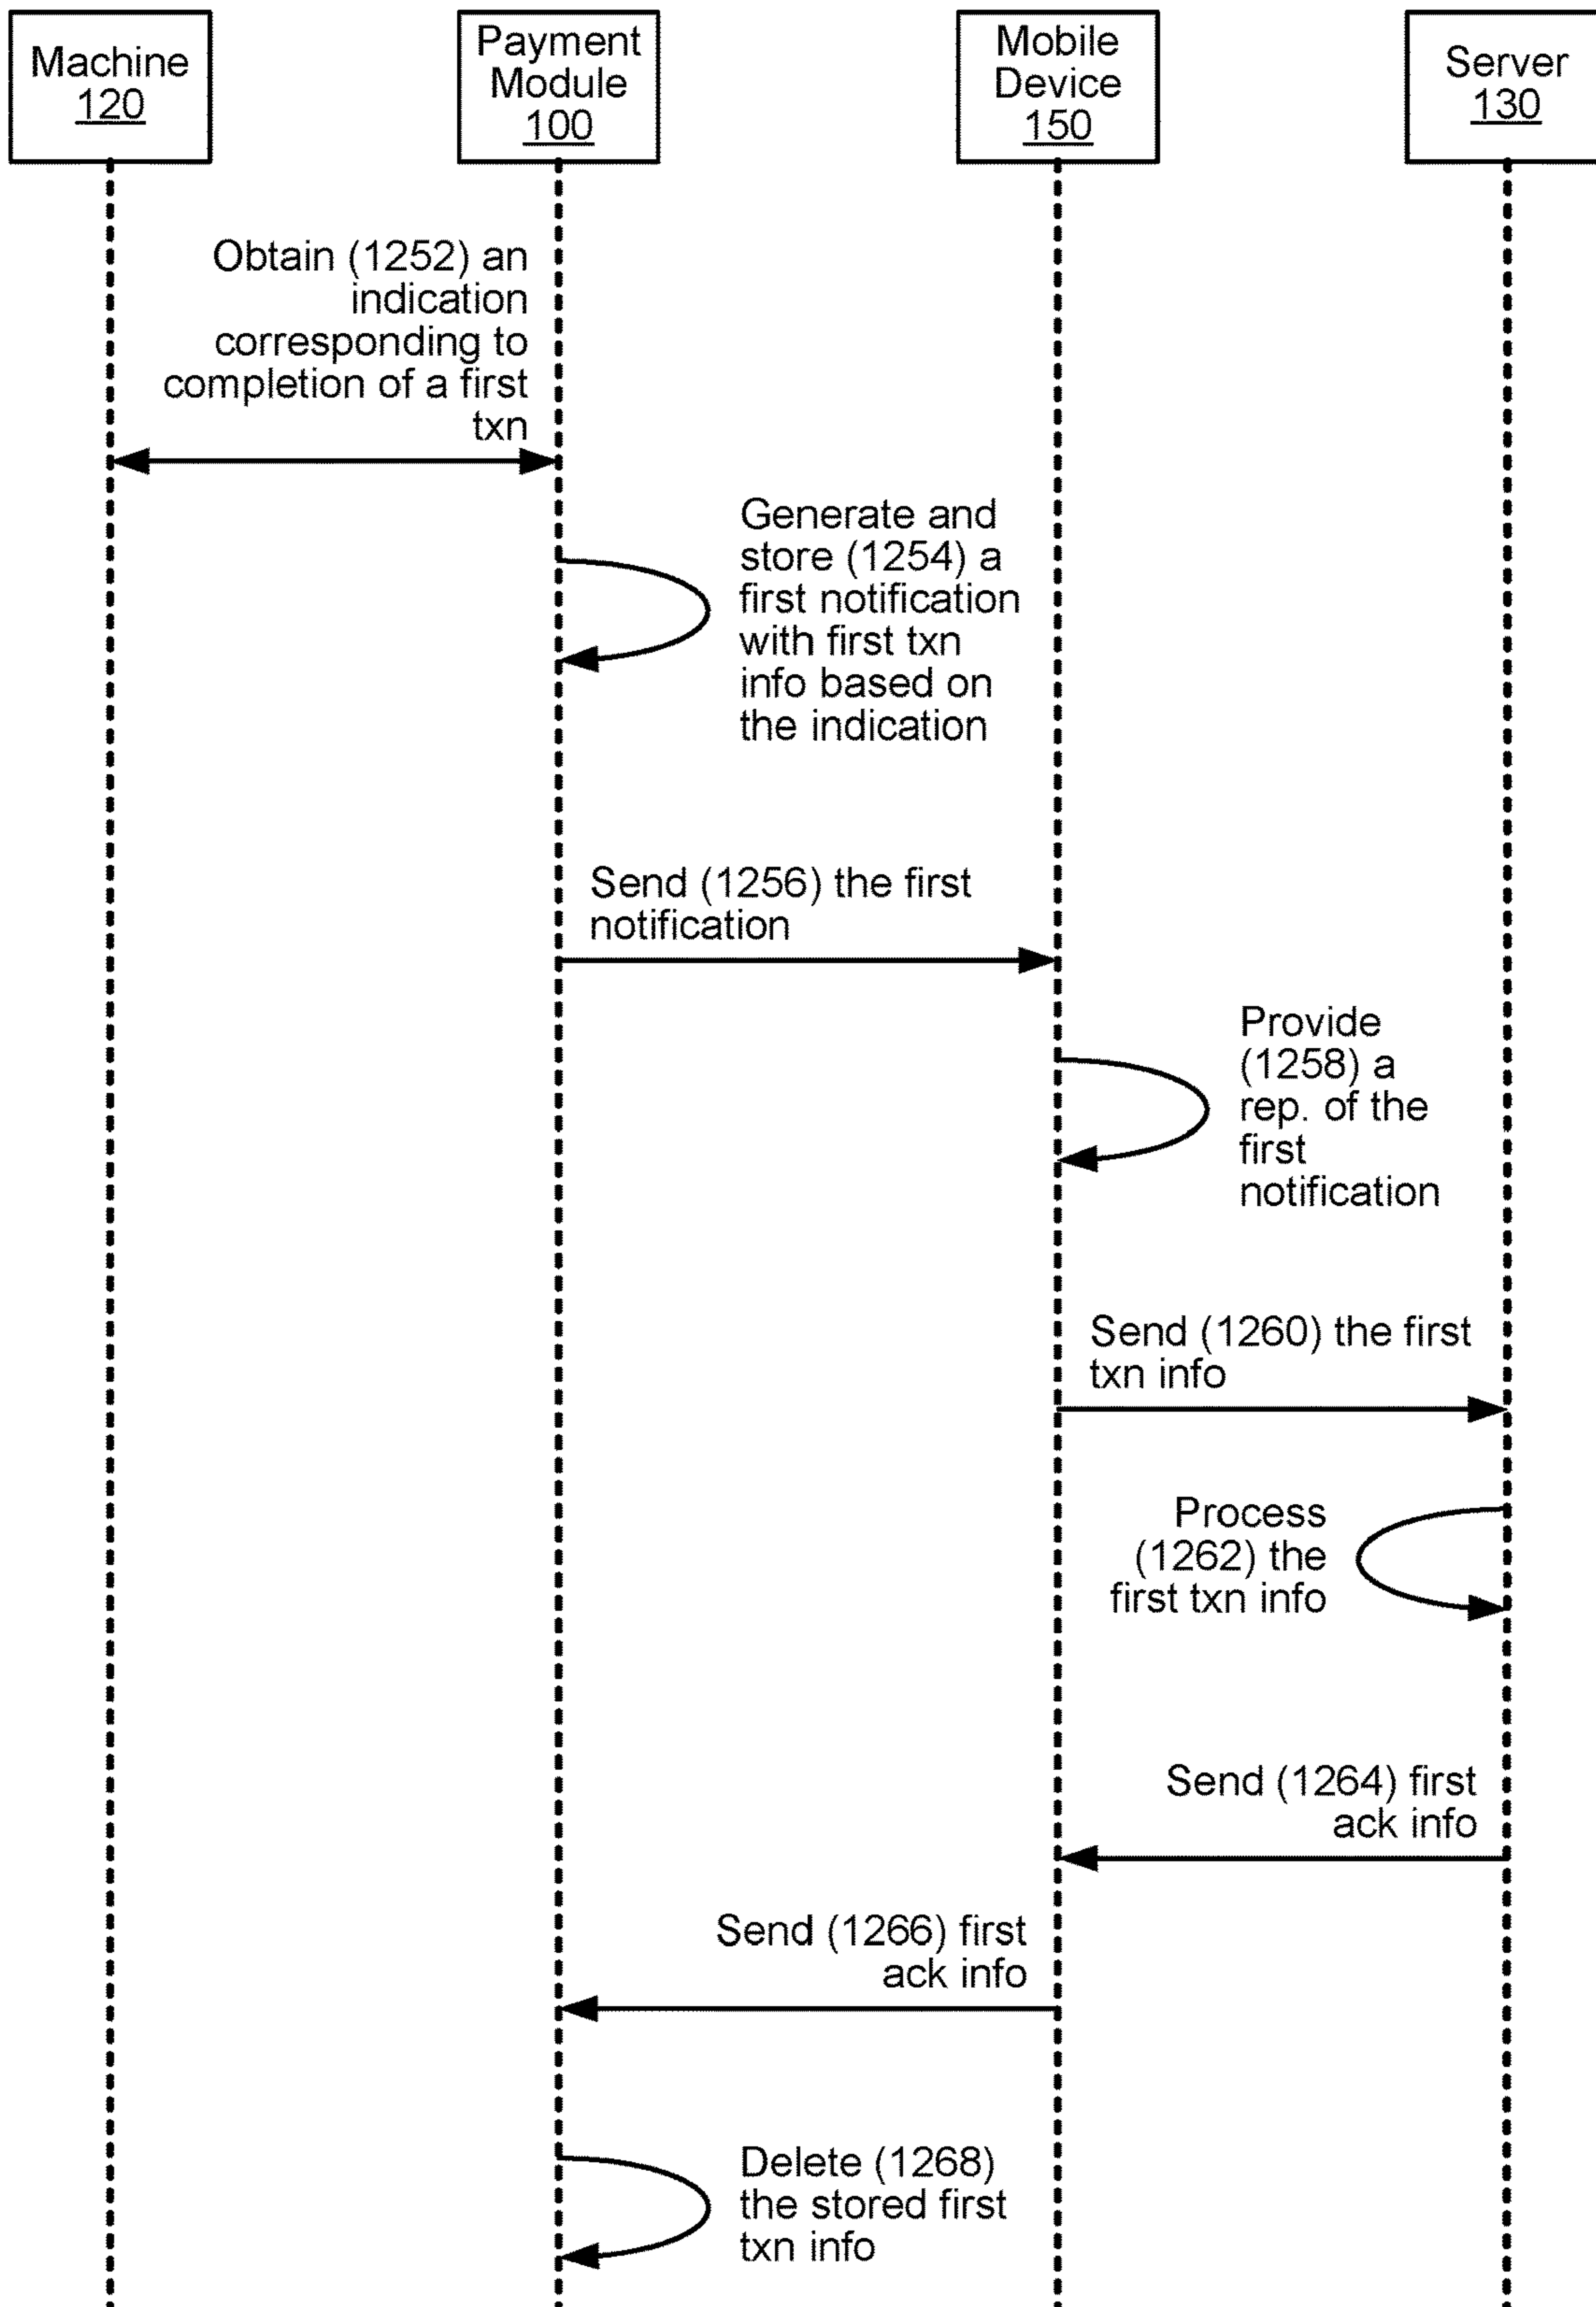 Machine
120
Payment
Module
100
Mobile
Device
150
Server
130
Obtain (1252) an
indication
corresponding to
completion of a first
txn
Generate and
store (1254) a
first notification
with first txn
info based on
the indication
Send (1256) the first
notification
Provide
(1258) a
rep. of the
first
notification
Send (1260) the first
txn info
Process
(1262) the
first txn info
Send (1264) first
ack info
Send (1266) first
ack info
Delete (1268)
the stored first
txn info